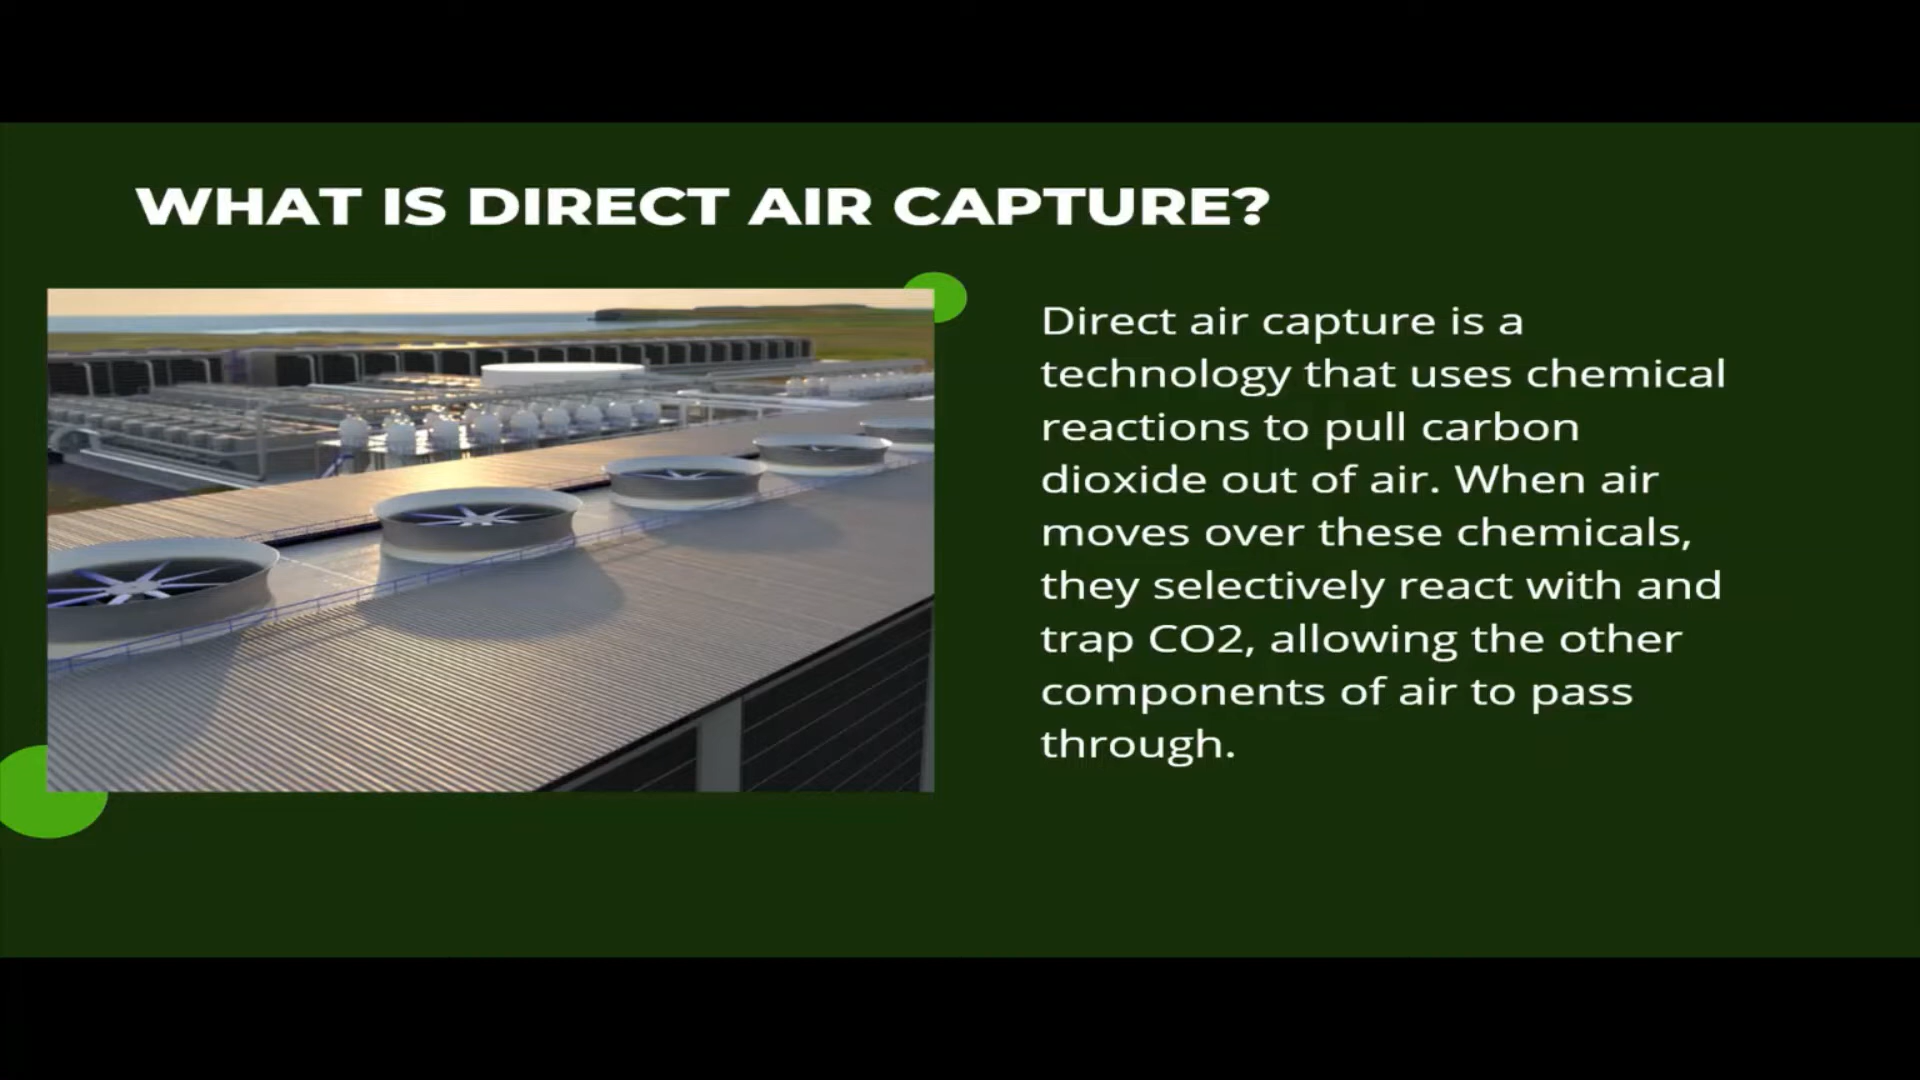 WHAT IS DIRECT AIR CAPTURE?
Direct air capture is a
technology that uses chemical
reactions to pull carbon
dioxide out of air. When air
moves over these chemicals,
they selectively react with and
trap CO2, allowing the other
components of air to pass
through.